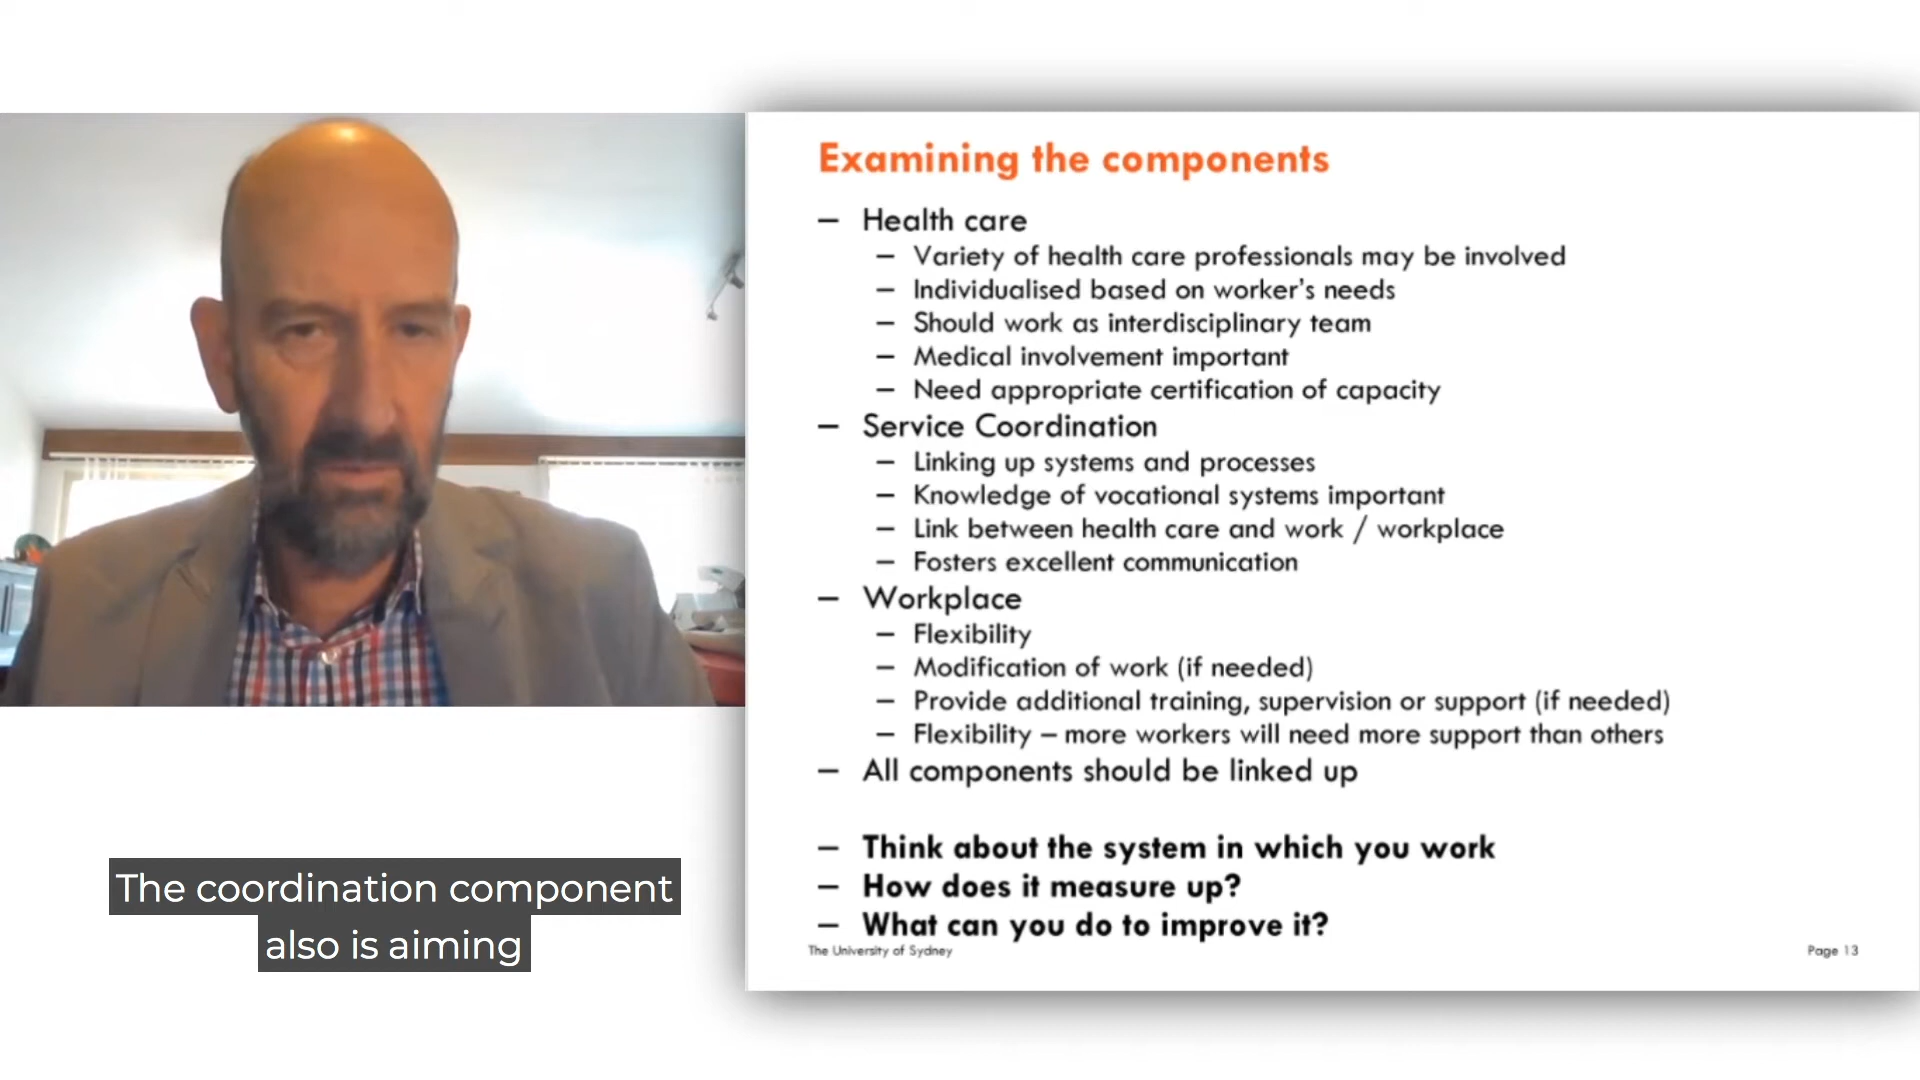 Examining the components
– Health care
– Variety of health care professionals may be involved
– Individualised based on worker's needs
– Should work as interdisciplinary team
– Medical involvement important
– Need appropriate certification of capacity
– Service Coordination
– Linking up systems and processes
– Knowledge of vocational systems important
– Link between health care and work / workplace
– Fosters excellent communication
– Workplace
– Flexibility
– Modification of work (if needed)
– Provide additional training, supervision or support (if needed)
– Flexibility – more workers will need more support than others
– All components should be linked up
– Think about the system in which you work
– How does it measure up?
– What can you do to improve it?
The University of Sydney
Page 13
The coordination component
also is aiming